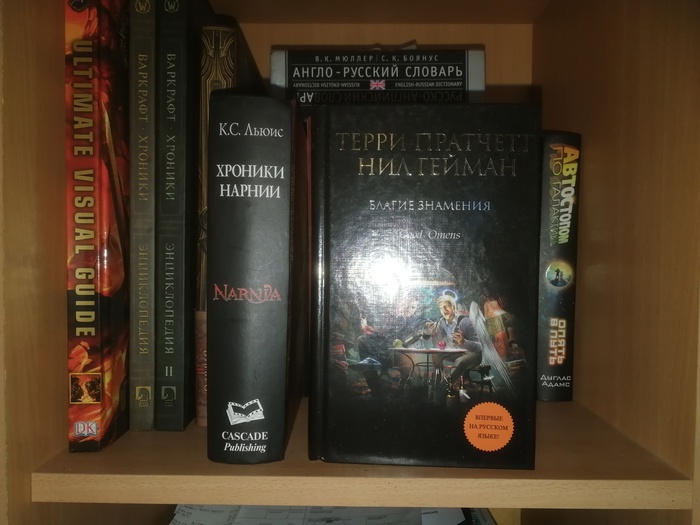 ULTIMATE VISUAL GUIDE
DK
ВАРКРАФТ · ХРОНИКИ
ЭНЦИКЛОПЕДИЯ
ВАРКРАФТ · ХРОНИКИ
ЭНЦИКЛОПЕДИЯ
II
К.С. Льюис
ХРОНИКИ
НАРНИИ
NARNIA
CASCADE
Publishing
В. К. МЮЛЛЕР С. К. БОЯНУС
АНГЛО-РУССКИЙ СЛОВАРЬ
ENGLISH-RUSSIAN DICTIONARY
ТЕРРИ ПРАТЧЕТТ
НИЛ ГЕЙМАН
БЛАГИЕ ЗНАМЕНИЯ
Good Omens
ВПЕРВЫЕ
НА РУССКОМ
ЯЗЫКЕ!
АВТОСТОПОМ
ПО ГАЛАКТИКЕ
ОПЯТЬ
В ПУТЬ
Дуглас
Адамс